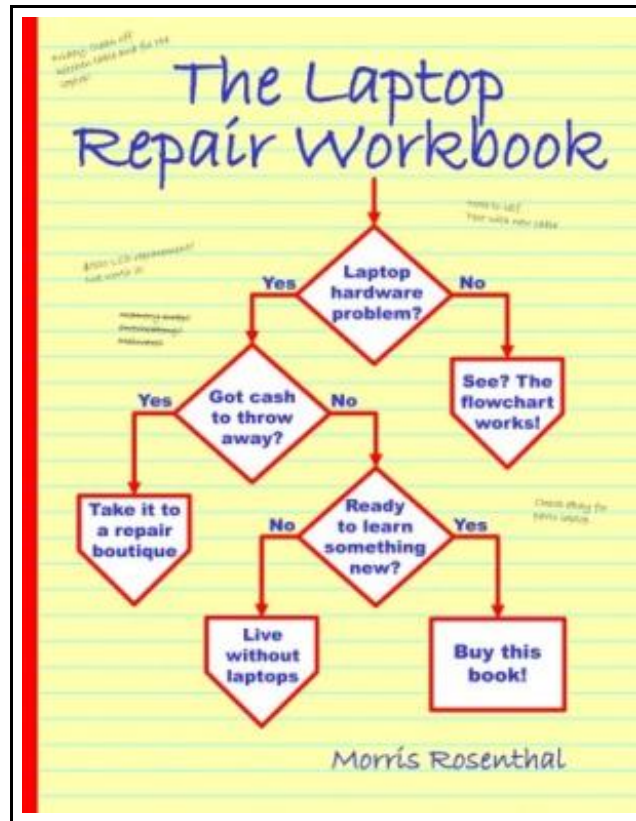 The Laptop
Repair Workbook
Laptop
hardware
problem?
Yes
No
Got cash
to throw
away?
Yes
No
See? The
flowchart
works!
Take it to
a repair
boutique
Ready
to learn
something
new?
No
Yes
Live
without
laptops
Buy this
book!
Morris Rosenthal